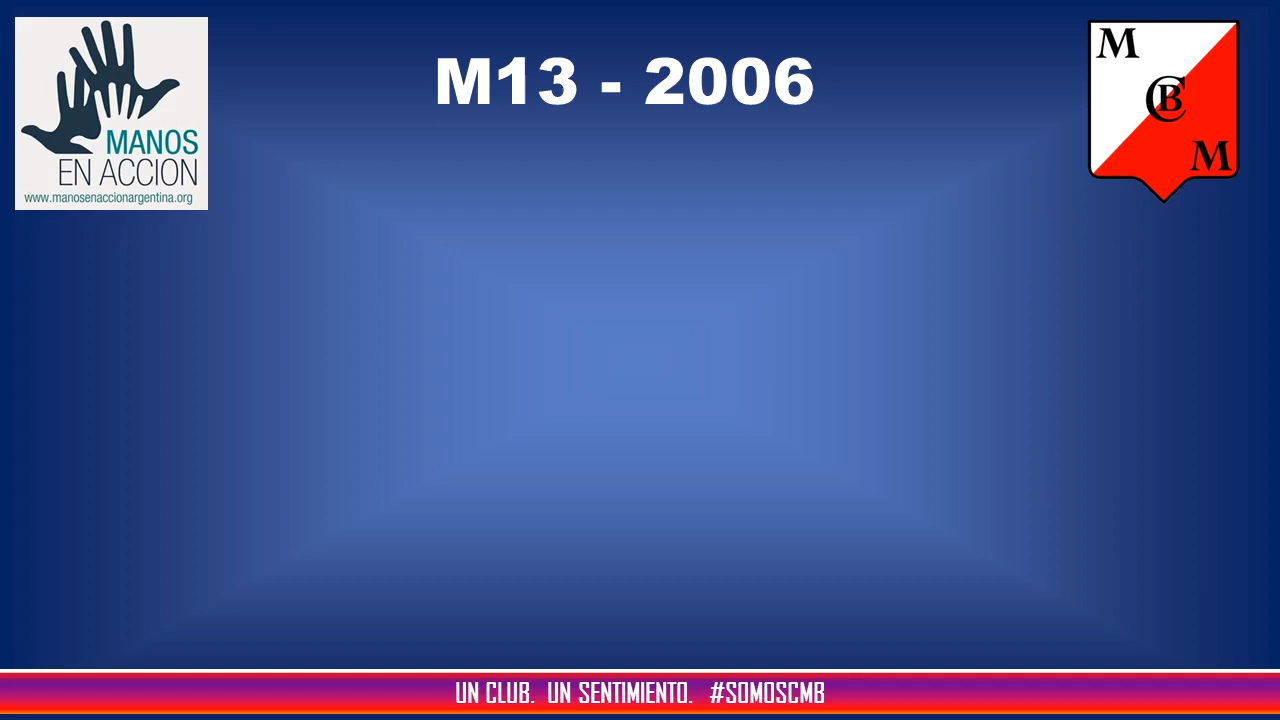 MANOS
EN ACCION
www.manosenaccionargentina.org
M13 - 2006
M
CB
M
UN CLUB. UN SENTIMIENTO. #SOMOSCMB